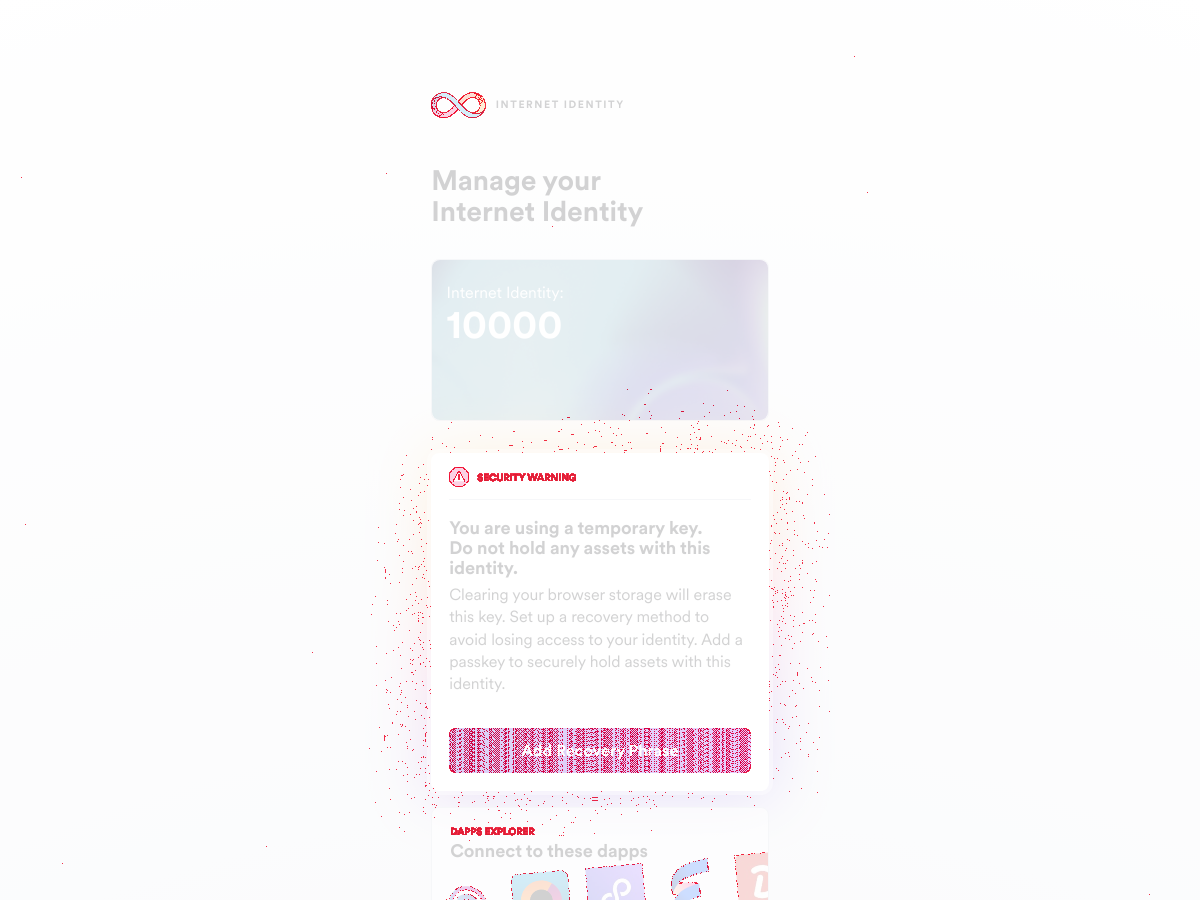 INTERNET IDENTITY
Manage your
Internet Identity
Internet Identity:
10000
SECURITY WARNING
You are using a temporary key.
Do not hold any assets with this
identity.
Clearing your browser storage will erase
this key. Set up a recovery method to
avoid losing access to your identity. Add a
passkey to securely hold assets with this
identity.
Add Recovery Phrase
DAPPS EXPLORER
Connect to these dapps